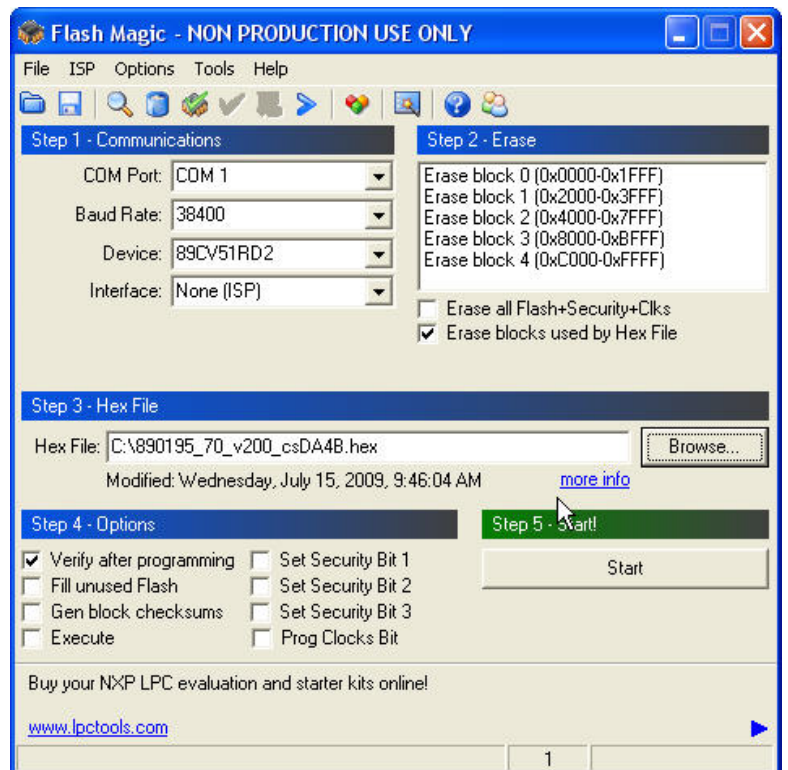 Flash Magic - NON PRODUCTION USE ONLY
File ISP Options Tools Help
Step 1 - Communications
COM Port: COM 1
Baud Rate: 38400
Device: 89CV51RD2
Interface: None (ISP)
Step 2 - Erase
Erase block 0 (0x0000-0x1FFF)
Erase block 1 (0x2000-0x3FFF)
Erase block 2 (0x4000-0x7FFF)
Erase block 3 (0x8000-0xBFFF)
Erase block 4 (0xC000-0xFFFF)
Erase all Flash+Security+Clks
Erase blocks used by Hex File
Step 3 - Hex File
Hex File: C:\890195_70_v200_csDA4B.hex Browse...
Modified: Wednesday, July 15, 2009, 9:46:04 AM more info
Step 4 - Options
Verify after programming Set Security Bit 1
Fill unused Flash Set Security Bit 2
Gen block checksums Set Security Bit 3
Execute Prog Clocks Bit
Step 5 - Start!
Start
Buy your NXP LPC evaluation and starter kits online!
www.lpctools.com
1